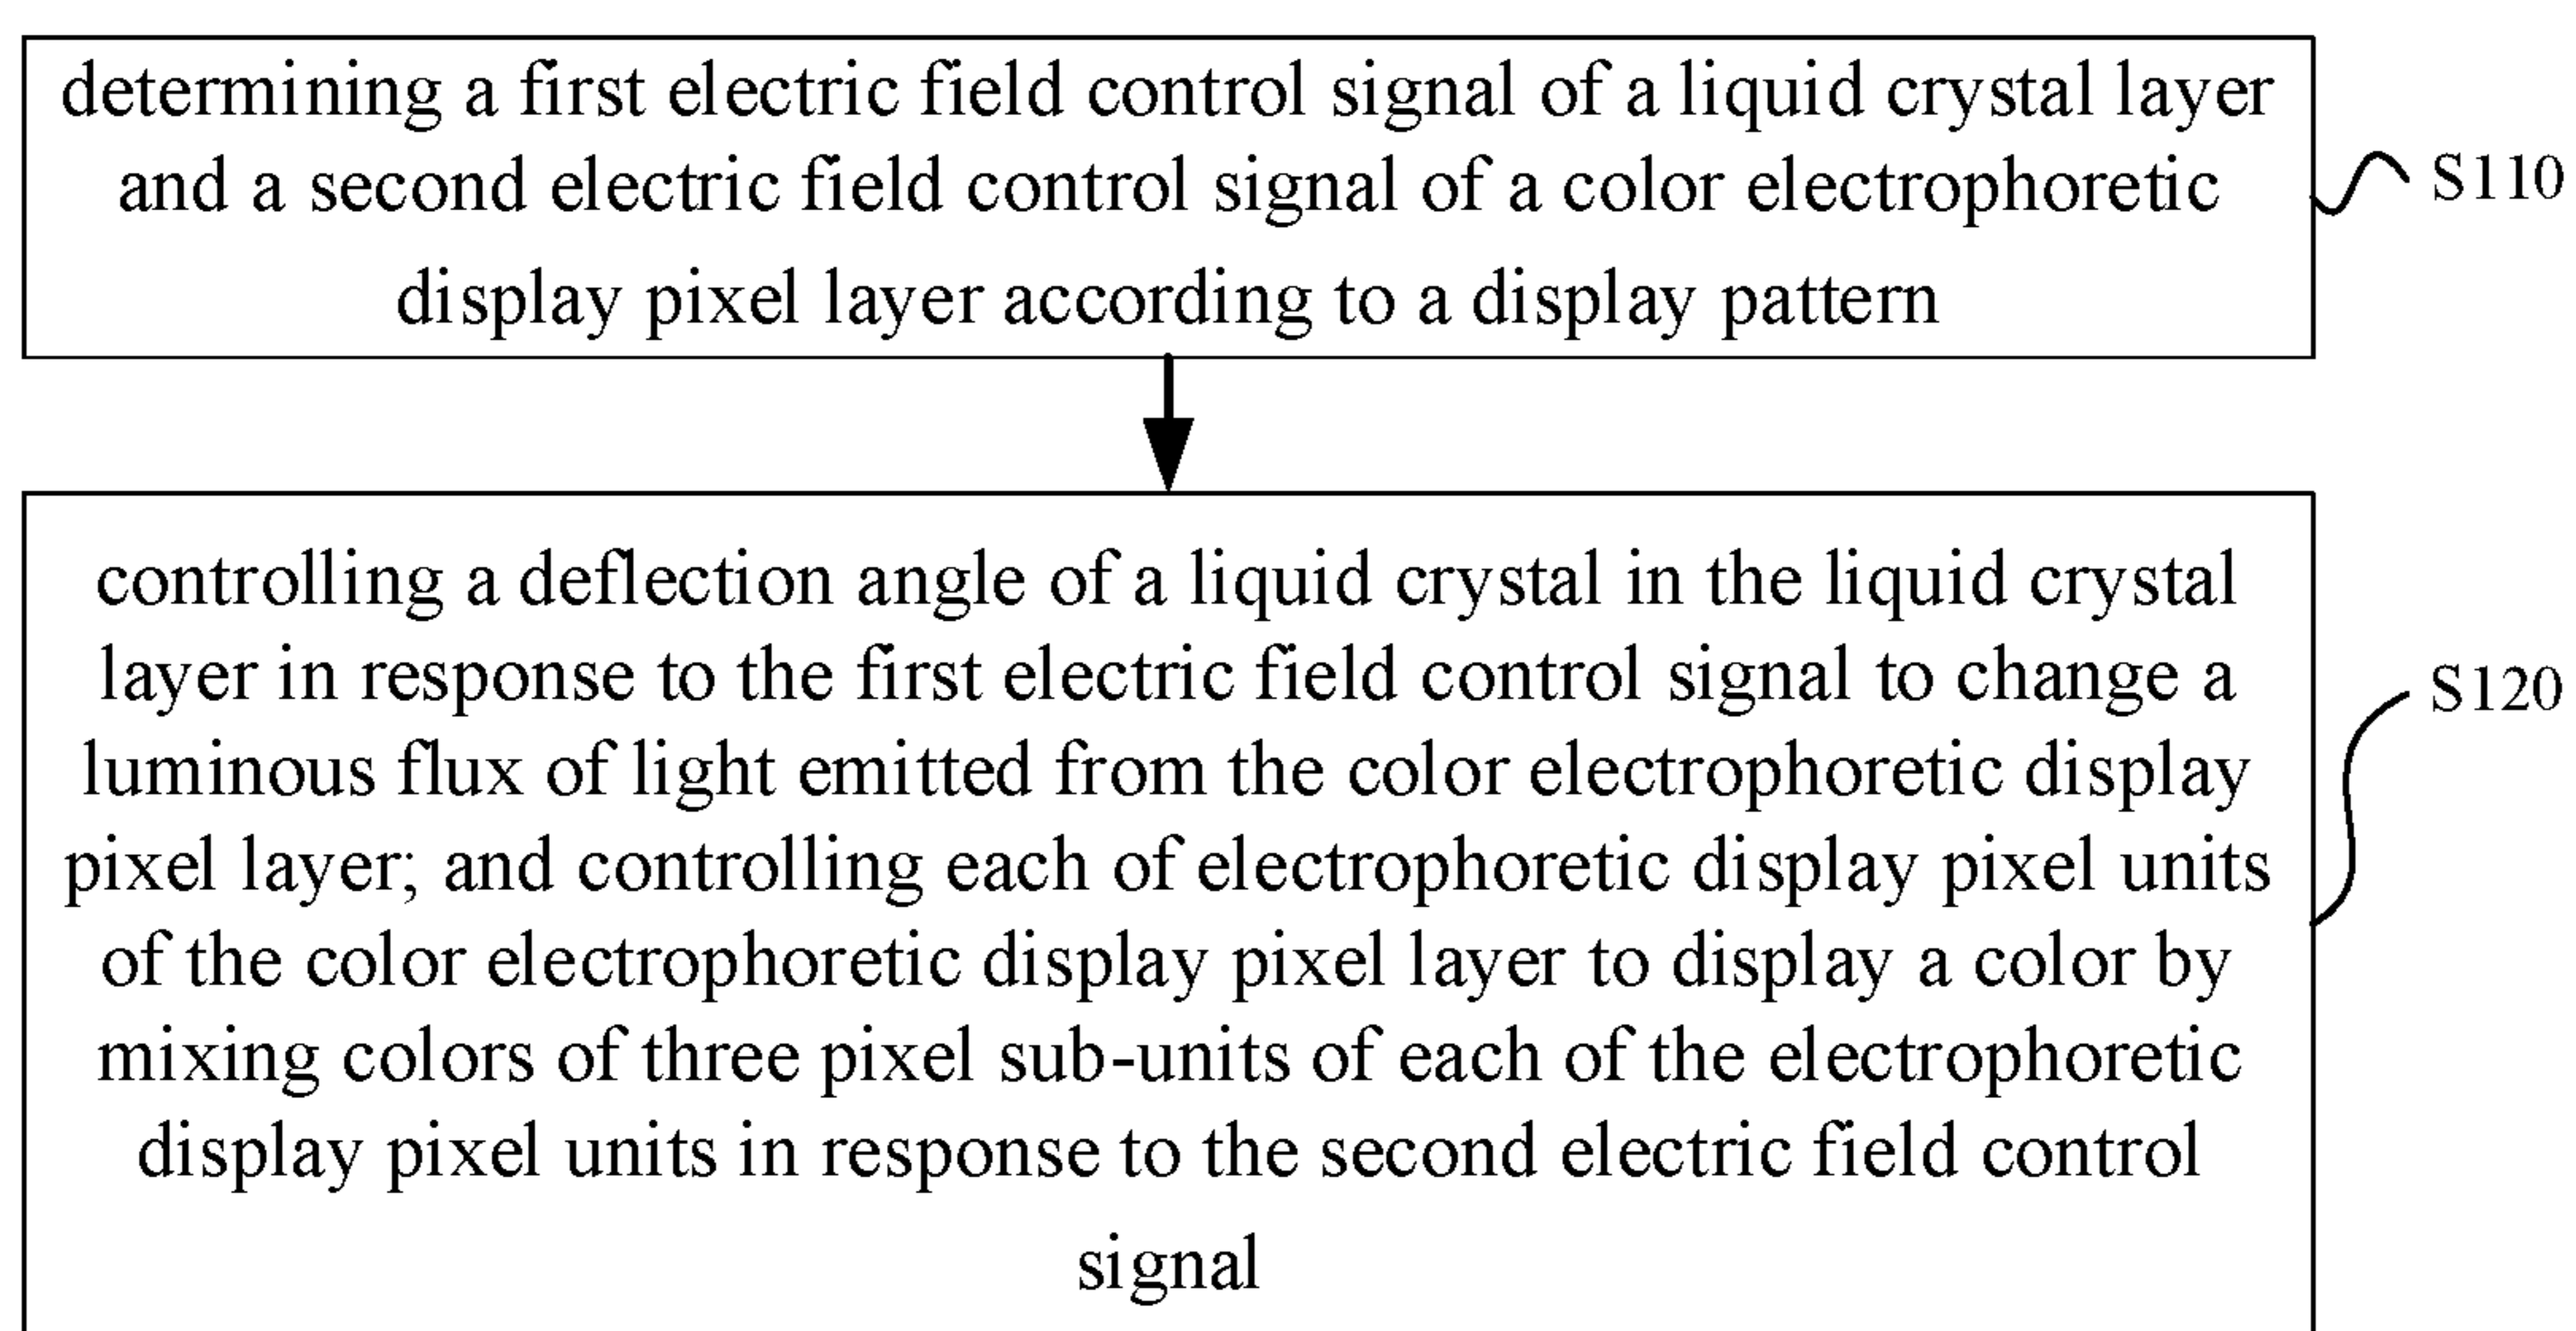 determining a first electric field control signal of a liquid crystal layer
and a second electric field control signal of a color electrophoretic
display pixel layer according to a display pattern
S110
controlling a deflection angle of a liquid crystal in the liquid crystal
layer in response to the first electric field control signal to change a
luminous flux of light emitted from the color electrophoretic display
pixel layer; and controlling each of electrophoretic display pixel units
of the color electrophoretic display pixel layer to display a color by
mixing colors of three pixel sub-units of each of the electrophoretic
display pixel units in response to the second electric field control
signal
S120